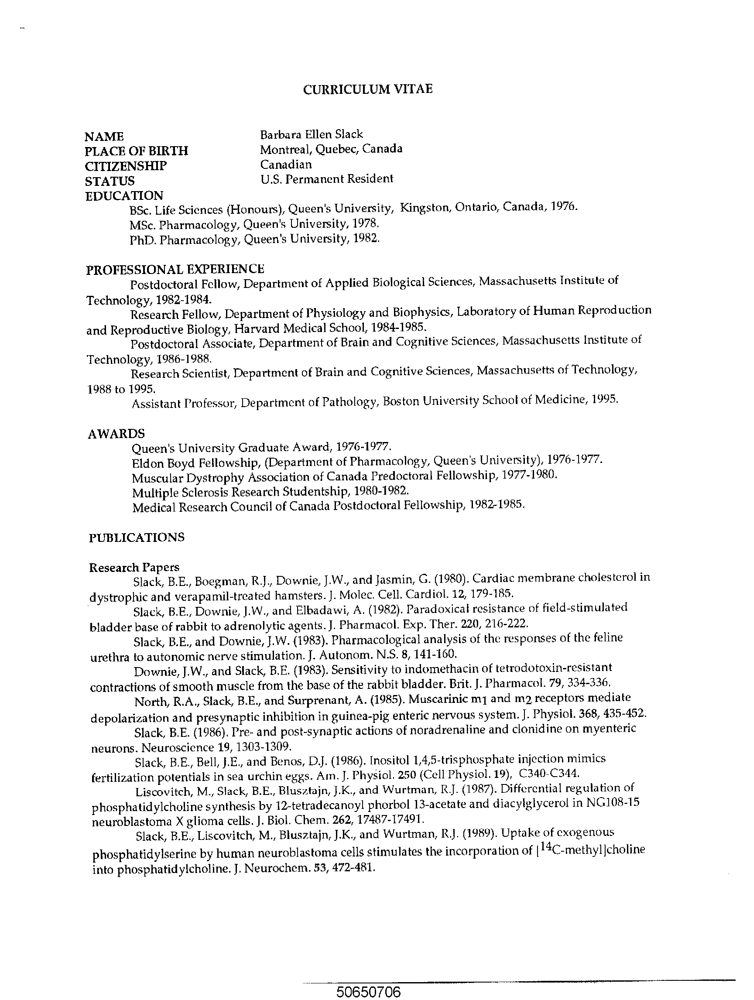 CURRICULUM VITAE
NAME Barbara Ellen Slack
PLACE OF BIRTH Montreal, Quebec, Canada
CITIZENSHIP Canadian
STATUS U.S. Permanent Resident
EDUCATION
BSc. Life Sciences (Honours), Queen's University, Kingston, Ontario, Canada, 1976.
MSc. Pharmacology, Queen's University, 1978.
PhD. Pharmacology, Queen's University, 1982.
PROFESSIONAL EXPERIENCE
Postdoctoral Fellow, Department of Applied Biological Sciences, Massachusetts Institute of
Technology, 1982-1984.
Research Fellow, Department of Physiology and Biophysics, Laboratory of Human Reproduction
and Reproductive Biology, Harvard Medical School, 1984-1985.
Postdoctoral Associate, Department of Brain and Cognitive Sciences, Massachusetts Institute of
Technology, 1986-1988.
Research Scientist, Department of Brain and Cognitive Sciences, Massachusetts of Technology,
1988 to 1995.
Assistant Professor, Department of Pathology, Boston University School of Medicine, 1995.
AWARDS
Queen's University Graduate Award, 1976-1977.
Eldon Boyd Fellowship, (Department of Pharmacology, Queen's University), 1976-1977.
Muscular Dystrophy Association of Canada Predoctoral Fellowship, 1977-1980.
Multiple Sclerosis Research Studentship, 1980-1982.
Medical Research Council of Canada Postdoctoral Fellowship, 1982-1985.
PUBLICATIONS
Research Papers
Slack, B.E., Boegman, R.J., Downie, J.W., and Jasmin, G. (1980). Cardiac membrane cholesterol in
dystrophic and verapamil-treated hamsters. J. Molec. Cell. Cardiol. 12, 179-185.
Slack, B.E., Downie, J.W., and Elbadawi, A. (1982). Paradoxical resistance of field-stimulated
bladder base of rabbit to adrenolytic agents. J. Pharmacol. Exp. Ther. 220, 216-222.
Slack, B.E., and Downie, J.W. (1983). Pharmacological analysis of the responses of the feline
urethra to autonomic nerve stimulation. J. Autonom. N.S. 8, 141-160.
Downie, J.W., and Slack, B.E. (1983). Sensitivity to indomethacin of tetrodotoxin-resistant
contractions of smooth muscle from the base of the rabbit bladder. Brit. J. Pharmacol. 79, 334-336.
North, R.A., Slack, B.E., and Surprenant, A. (1985). Muscarinic m1 and m2 receptors mediate
depolarization and presynaptic inhibition in guinea-pig enteric nervous system. J. Physiol. 368, 435-452.
Slack, B.E. (1986). Pre- and post-synaptic actions of noradrenaline and clonidine on myenteric
neurons. Neuroscience 19, 1303-1309.
Slack, B.E., Bell, J.E., and Benos, D.J. (1986). Inositol 1,4,5-trisphosphate injection mimics
fertilization potentials in sea urchin eggs. Am. J. Physiol. 250 (Cell Physiol. 19), C340-C344.
Liscovitch, M., Slack, B.E., Blusztajn, J.K., and Wurtman, R.J. (1987). Differential regulation of
phosphatidylcholine synthesis by 12-tetradecanoyl phorbol 13-acetate and diacylglycerol in NG108-15
neuroblastoma X glioma cells. J. Biol. Chem. 262, 17487-17491.
Slack, B.E., Liscovitch, M., Blusztajn, J.K., and Wurtman, R.J. (1989). Uptake of exogenous
phosphatidylserine by human neuroblastoma cells stimulates the incorporation of [14C-methyl]choline
into phosphatidylcholine. J. Neurochem. 53, 472-481.
50650706